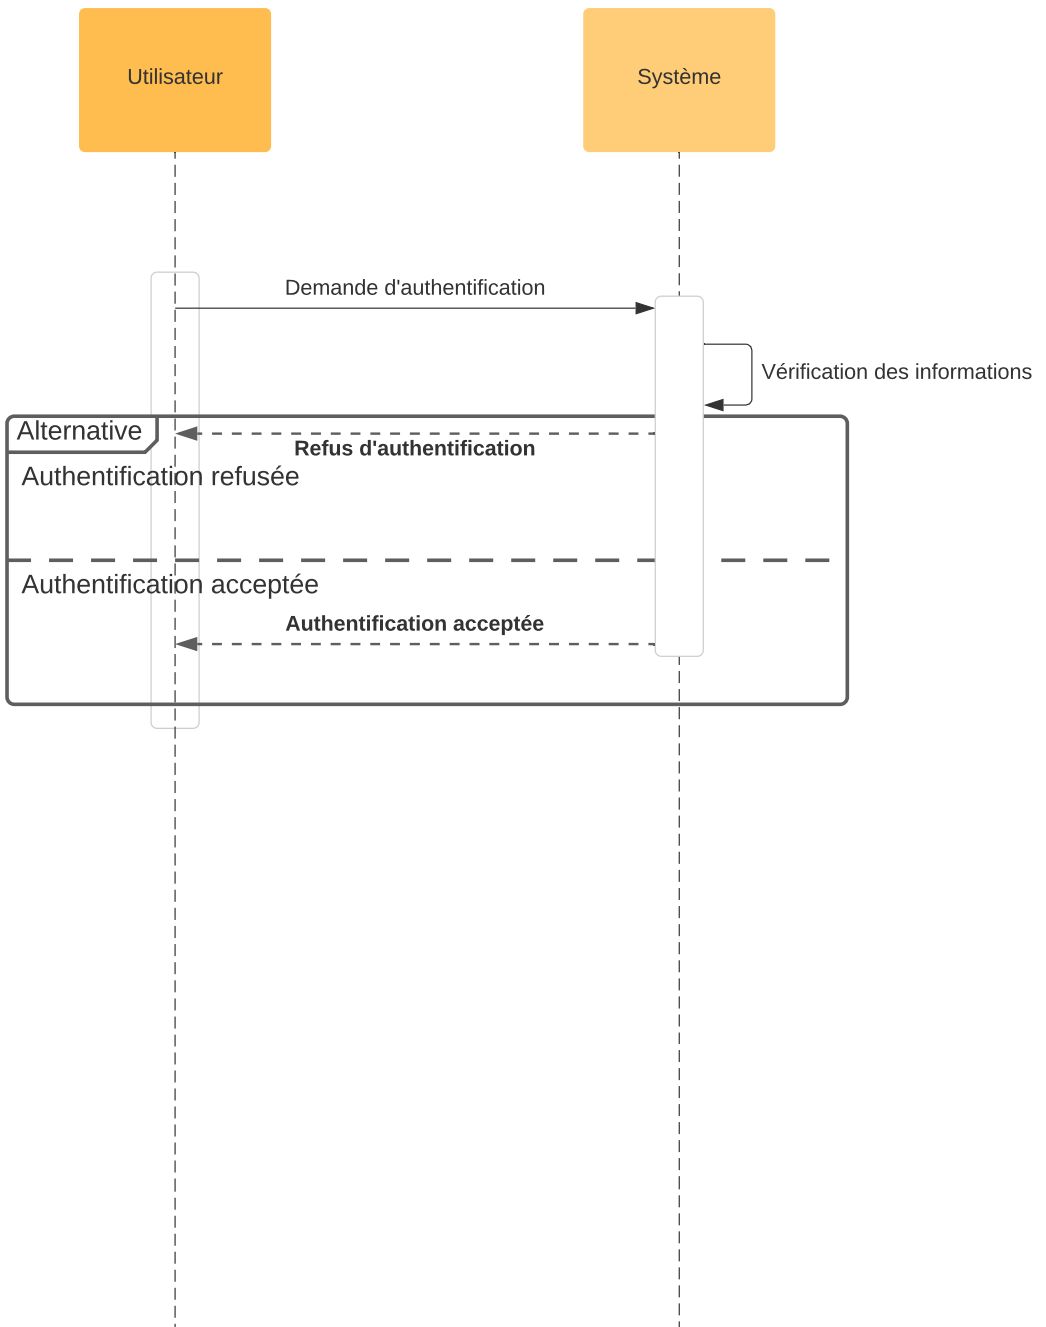 Utilisateur
Système
Demande d'authentification
Vérification des informations
Alternative
Refus d'authentification
Authentification refusée
Authentification acceptée
Authentification acceptée